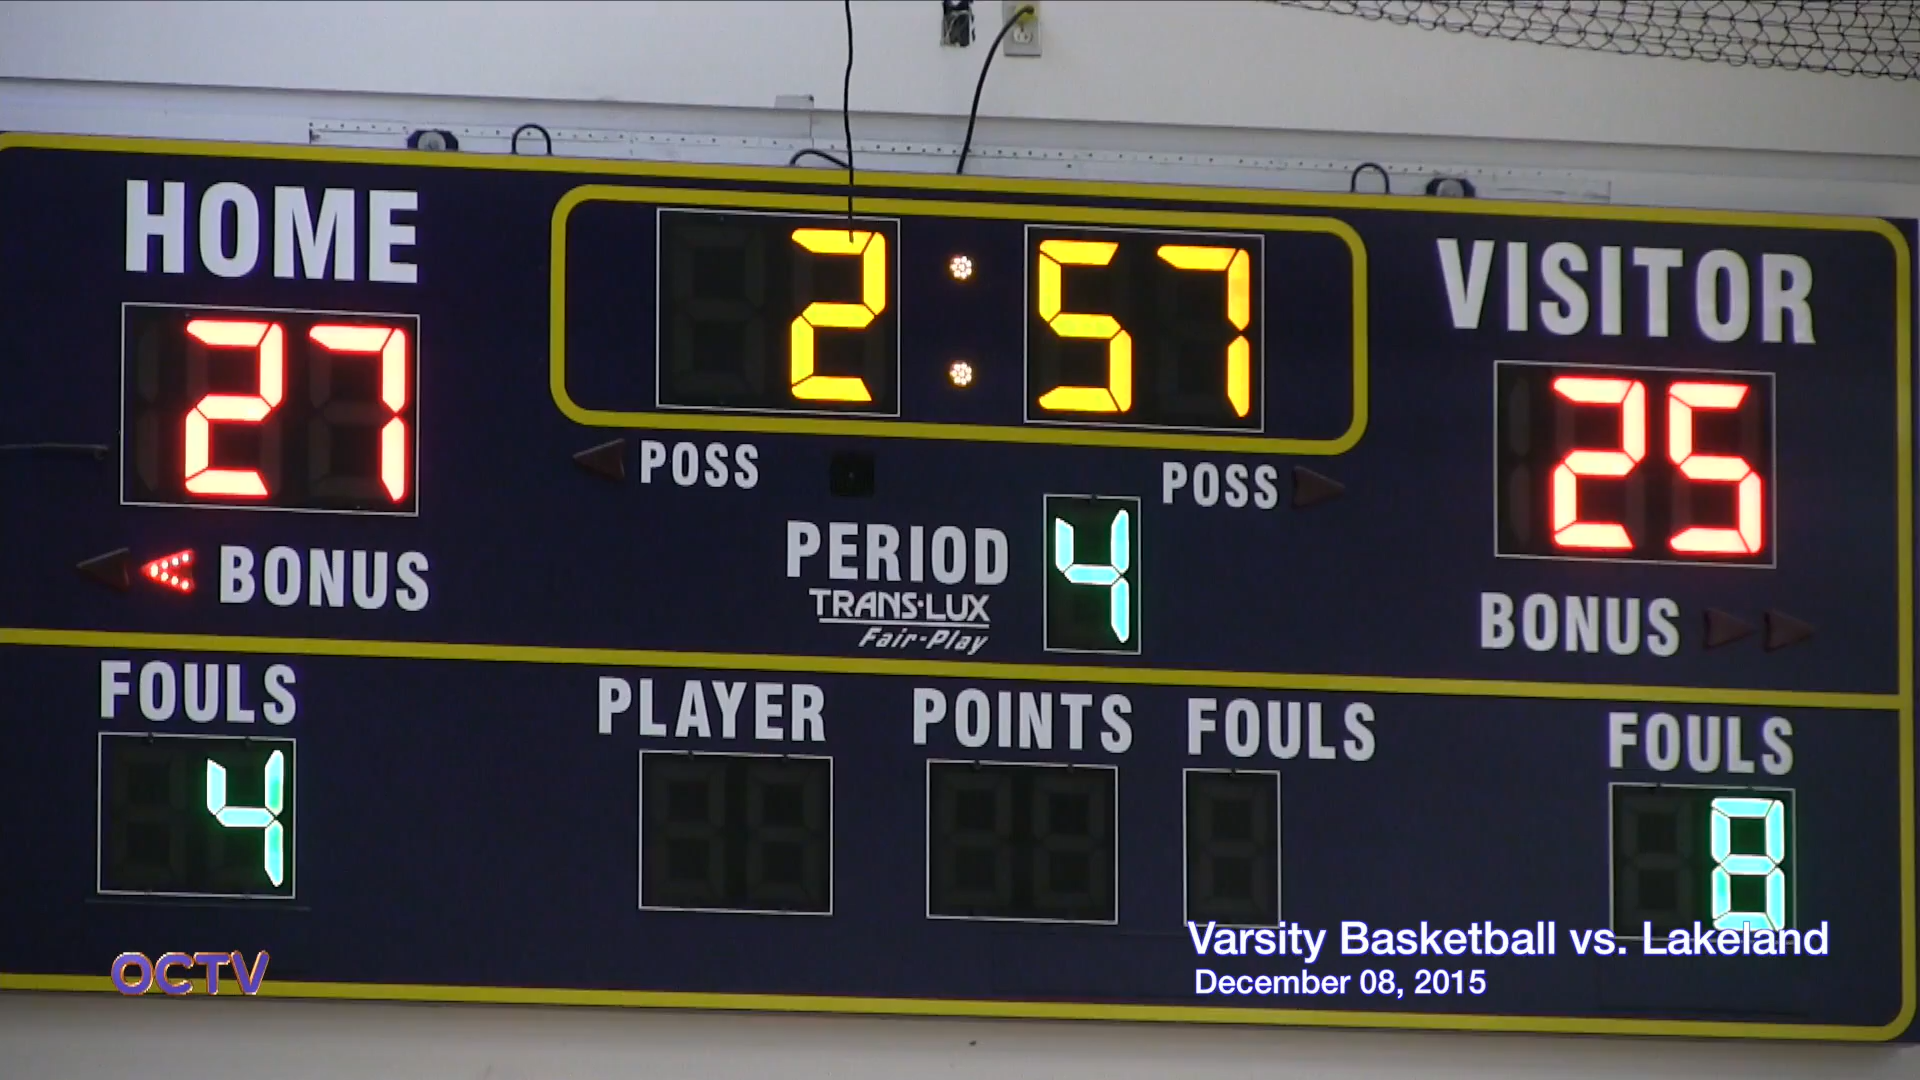 HOME
2:57
VISITOR
27
25
POSS
POSS
PERIOD
4
BONUS
TRANS·LUX
Fair-Play
BONUS
FOULS
PLAYER
POINTS
FOULS
FOULS
4
8
Varsity Basketball vs. Lakeland
OCTV
December 08, 2015